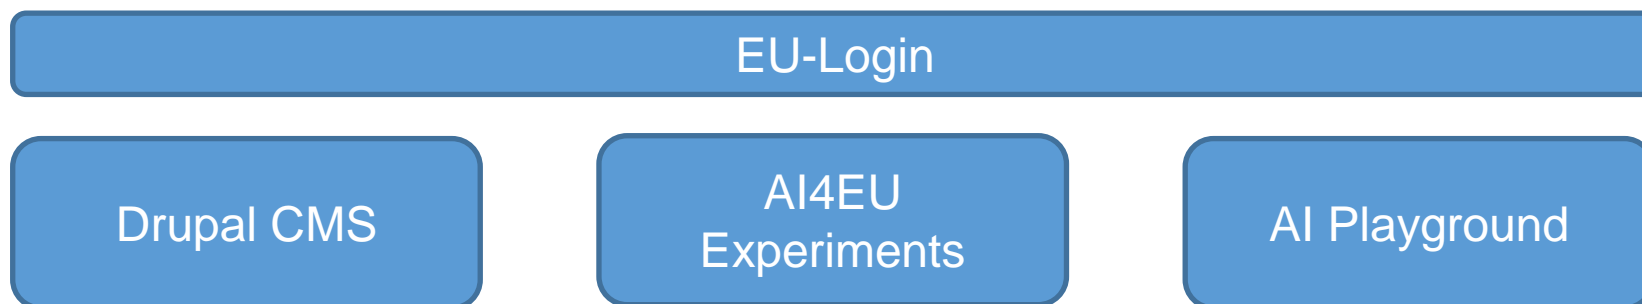 EU-Login
Drupal CMS
AI4EU
Experiments
AI Playground